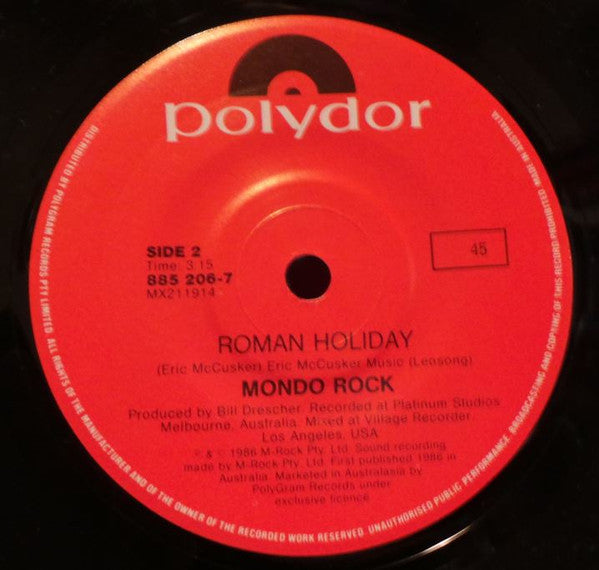 polydor
SIDE 2
Time: 3.15
885 206-7
MX211914
45
ROMAN HOLIDAY
(Eric McCusker) Eric McCusker Music (Leosong)
MONDO ROCK
Produced by Bill Drescher. Recorded at Platinum Studios
Melbourne, Australia. Mixed at Village Recorder,
Los Angeles, USA
℗ & © 1986 M-Rock Pty. Ltd. Sound recording
made by M-Rock Pty. Ltd. First published 1986 in
Australia. Marketed in Australasia by
PolyGram Records under
exclusive licence
DISTRIBUTED BY POLYGRAM RECORDS PTY LIMITED. ALL RIGHTS OF THE MANUFACTURER AND OF THE OWNER OF THE RECORDED WORK RESERVED. UNAUTHORISED PUBLIC PERFORMANCE, BROADCASTING AND COPYING OF THIS RECORD PROHIBITED. MADE IN AUSTRALIA.